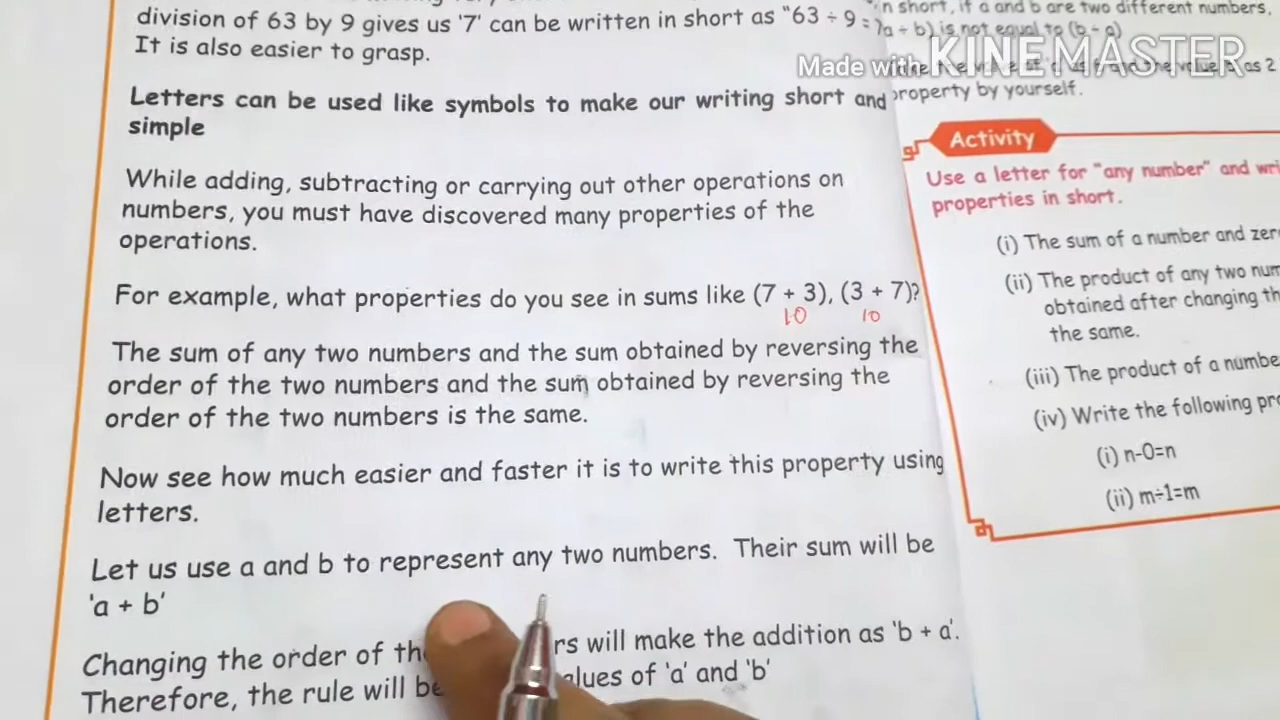 division of 63 by 9 gives us '7' can be written in short as "63 ÷ 9 =
It is also easier to grasp.
Letters can be used like symbols to make our writing short and
simple
While adding, subtracting or carrying out other operations on
numbers, you must have discovered many properties of the
operations.
For example, what properties do you see in sums like (7 + 3), (3 + 7)?
10 10
The sum of any two numbers and the sum obtained by reversing the
order of the two numbers and the sum obtained by reversing the
order of the two numbers is the same.
Now see how much easier and faster it is to write this property using
letters.
Let us use a and b to represent any two numbers. Their sum will be
'a + b'
Changing the order of will make the addition as 'b + a'.
Therefore, the rule will be of 'a' and 'b'
n short, if a and b are two different numbers,
(a ÷ b) is not equal to (b ÷ a)
Made with KINEMASTER
as 2
property by yourself.
Activity
Use a letter for "any number" and
properties in short.
(i) The sum of a number and
(ii) The product of any two
obtained after changing
the same.
(iii) The product of a
(iv) Write the following
(i) n-0=n
(ii) m÷1=m